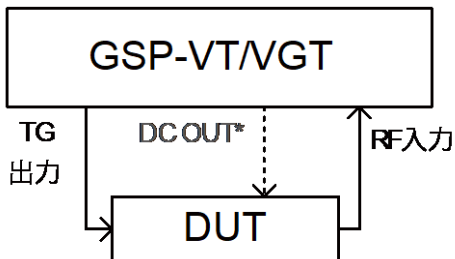 GSP-VT/VGT
TG
出力
DC OUT*
RF入力
DUT